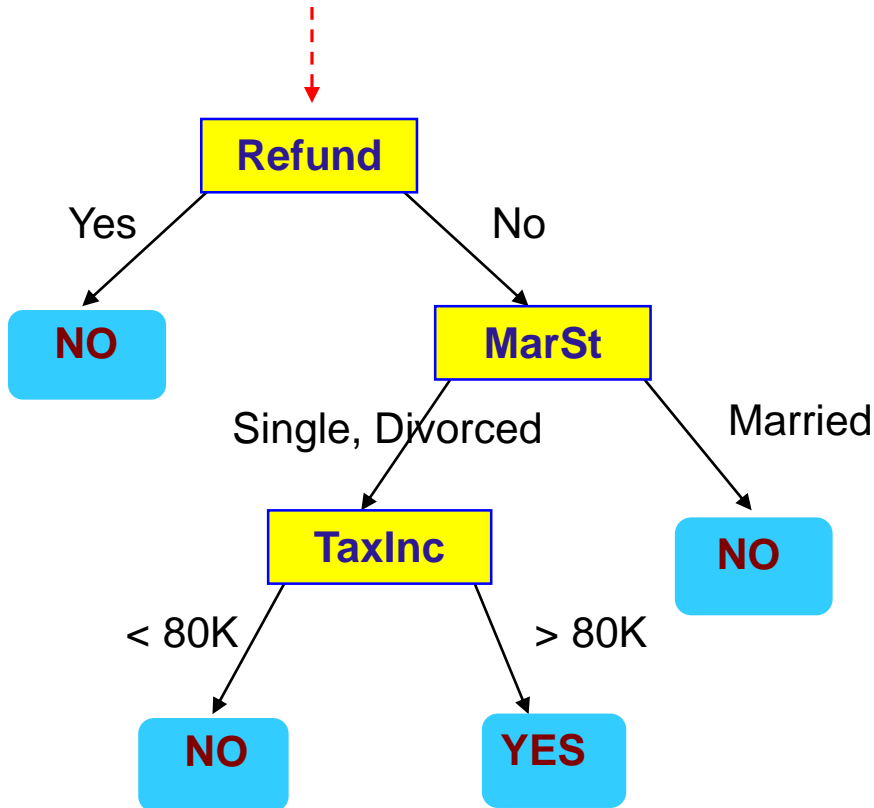 Refund
Yes
No
NO
MarSt
Single, Divorced
Married
TaxInc
NO
< 80K
> 80K
NO
YES